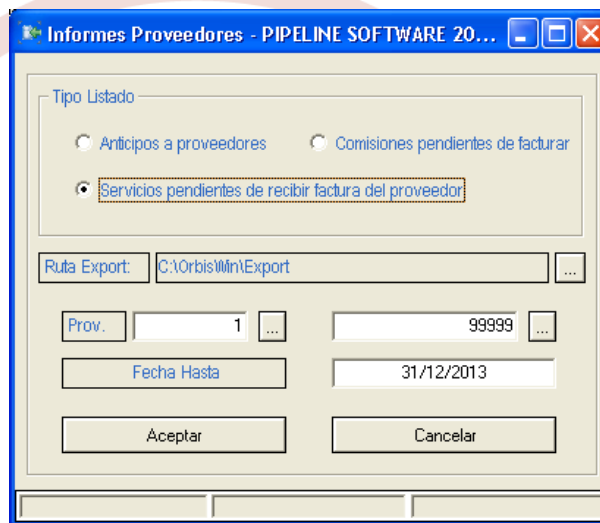 Informes Proveedores - PIPELINE SOFTWARE 20...
Tipo Listado
Anticipos a proveedores Comisiones pendientes de facturar
Servicios pendientes de recibir factura del proveedor
Ruta Export: C:\Orbis\Win\Export ...
Prov. 1 ... 99999 ...
Fecha Hasta 31/12/2013
Aceptar Cancelar